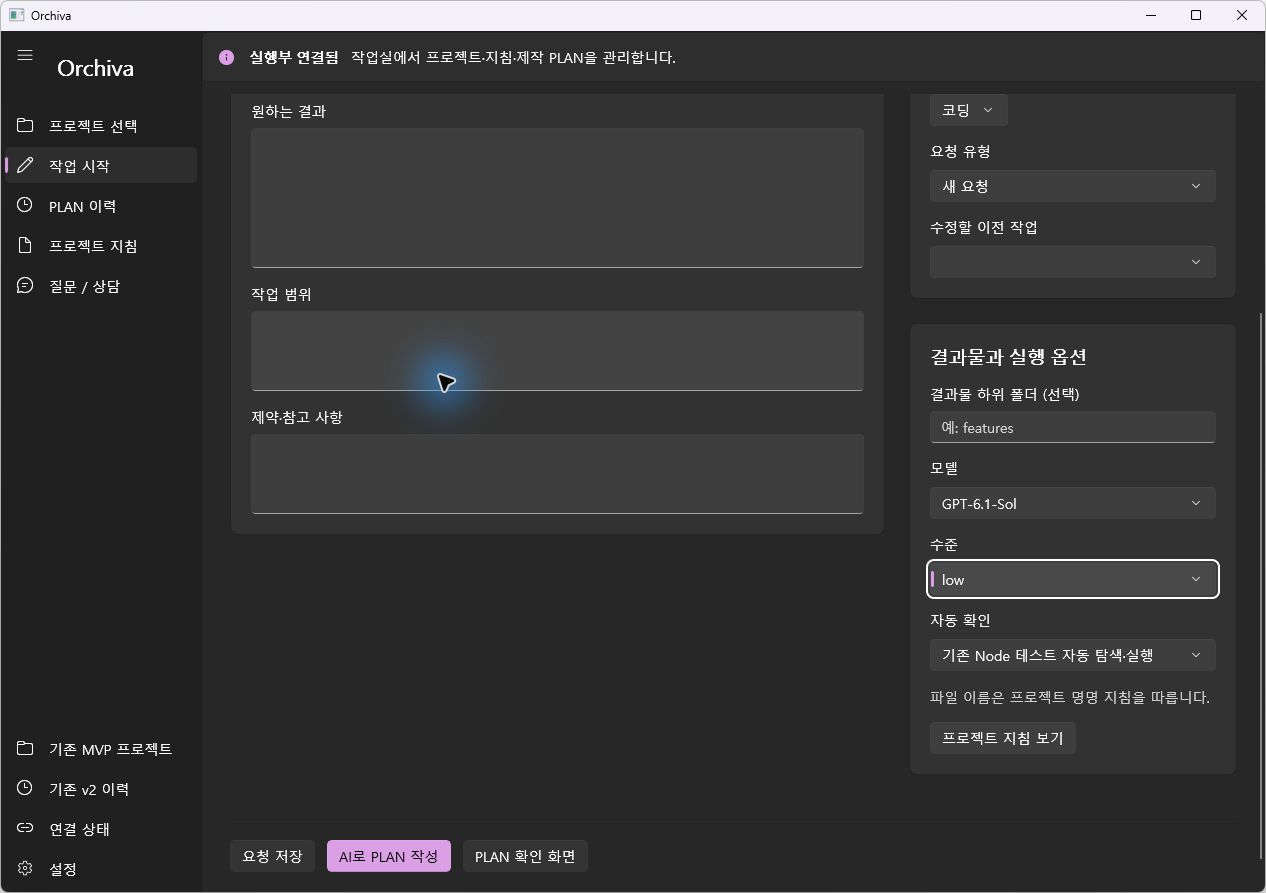 Orchiva
Orchiva
프로젝트 선택
작업 시작
PLAN 이력
프로젝트 지침
질문 / 상담
기존 MVP 프로젝트
기존 v2 이력
연결 상태
설정
실행부 연결됨 작업실에서 프로젝트·지침·제작 PLAN을 관리합니다.
원하는 결과
작업 범위
제약·참고 사항
코딩
요청 유형
새 요청
수정할 이전 작업
결과물과 실행 옵션
결과물 하위 폴더 (선택)
예: features
모델
GPT-6.1-Sol
수준
low
자동 확인
기존 Node 테스트 자동 탐색·실행
파일 이름은 프로젝트 명명 지침을 따릅니다.
프로젝트 지침 보기
요청 저장
AI로 PLAN 작성
PLAN 확인 화면